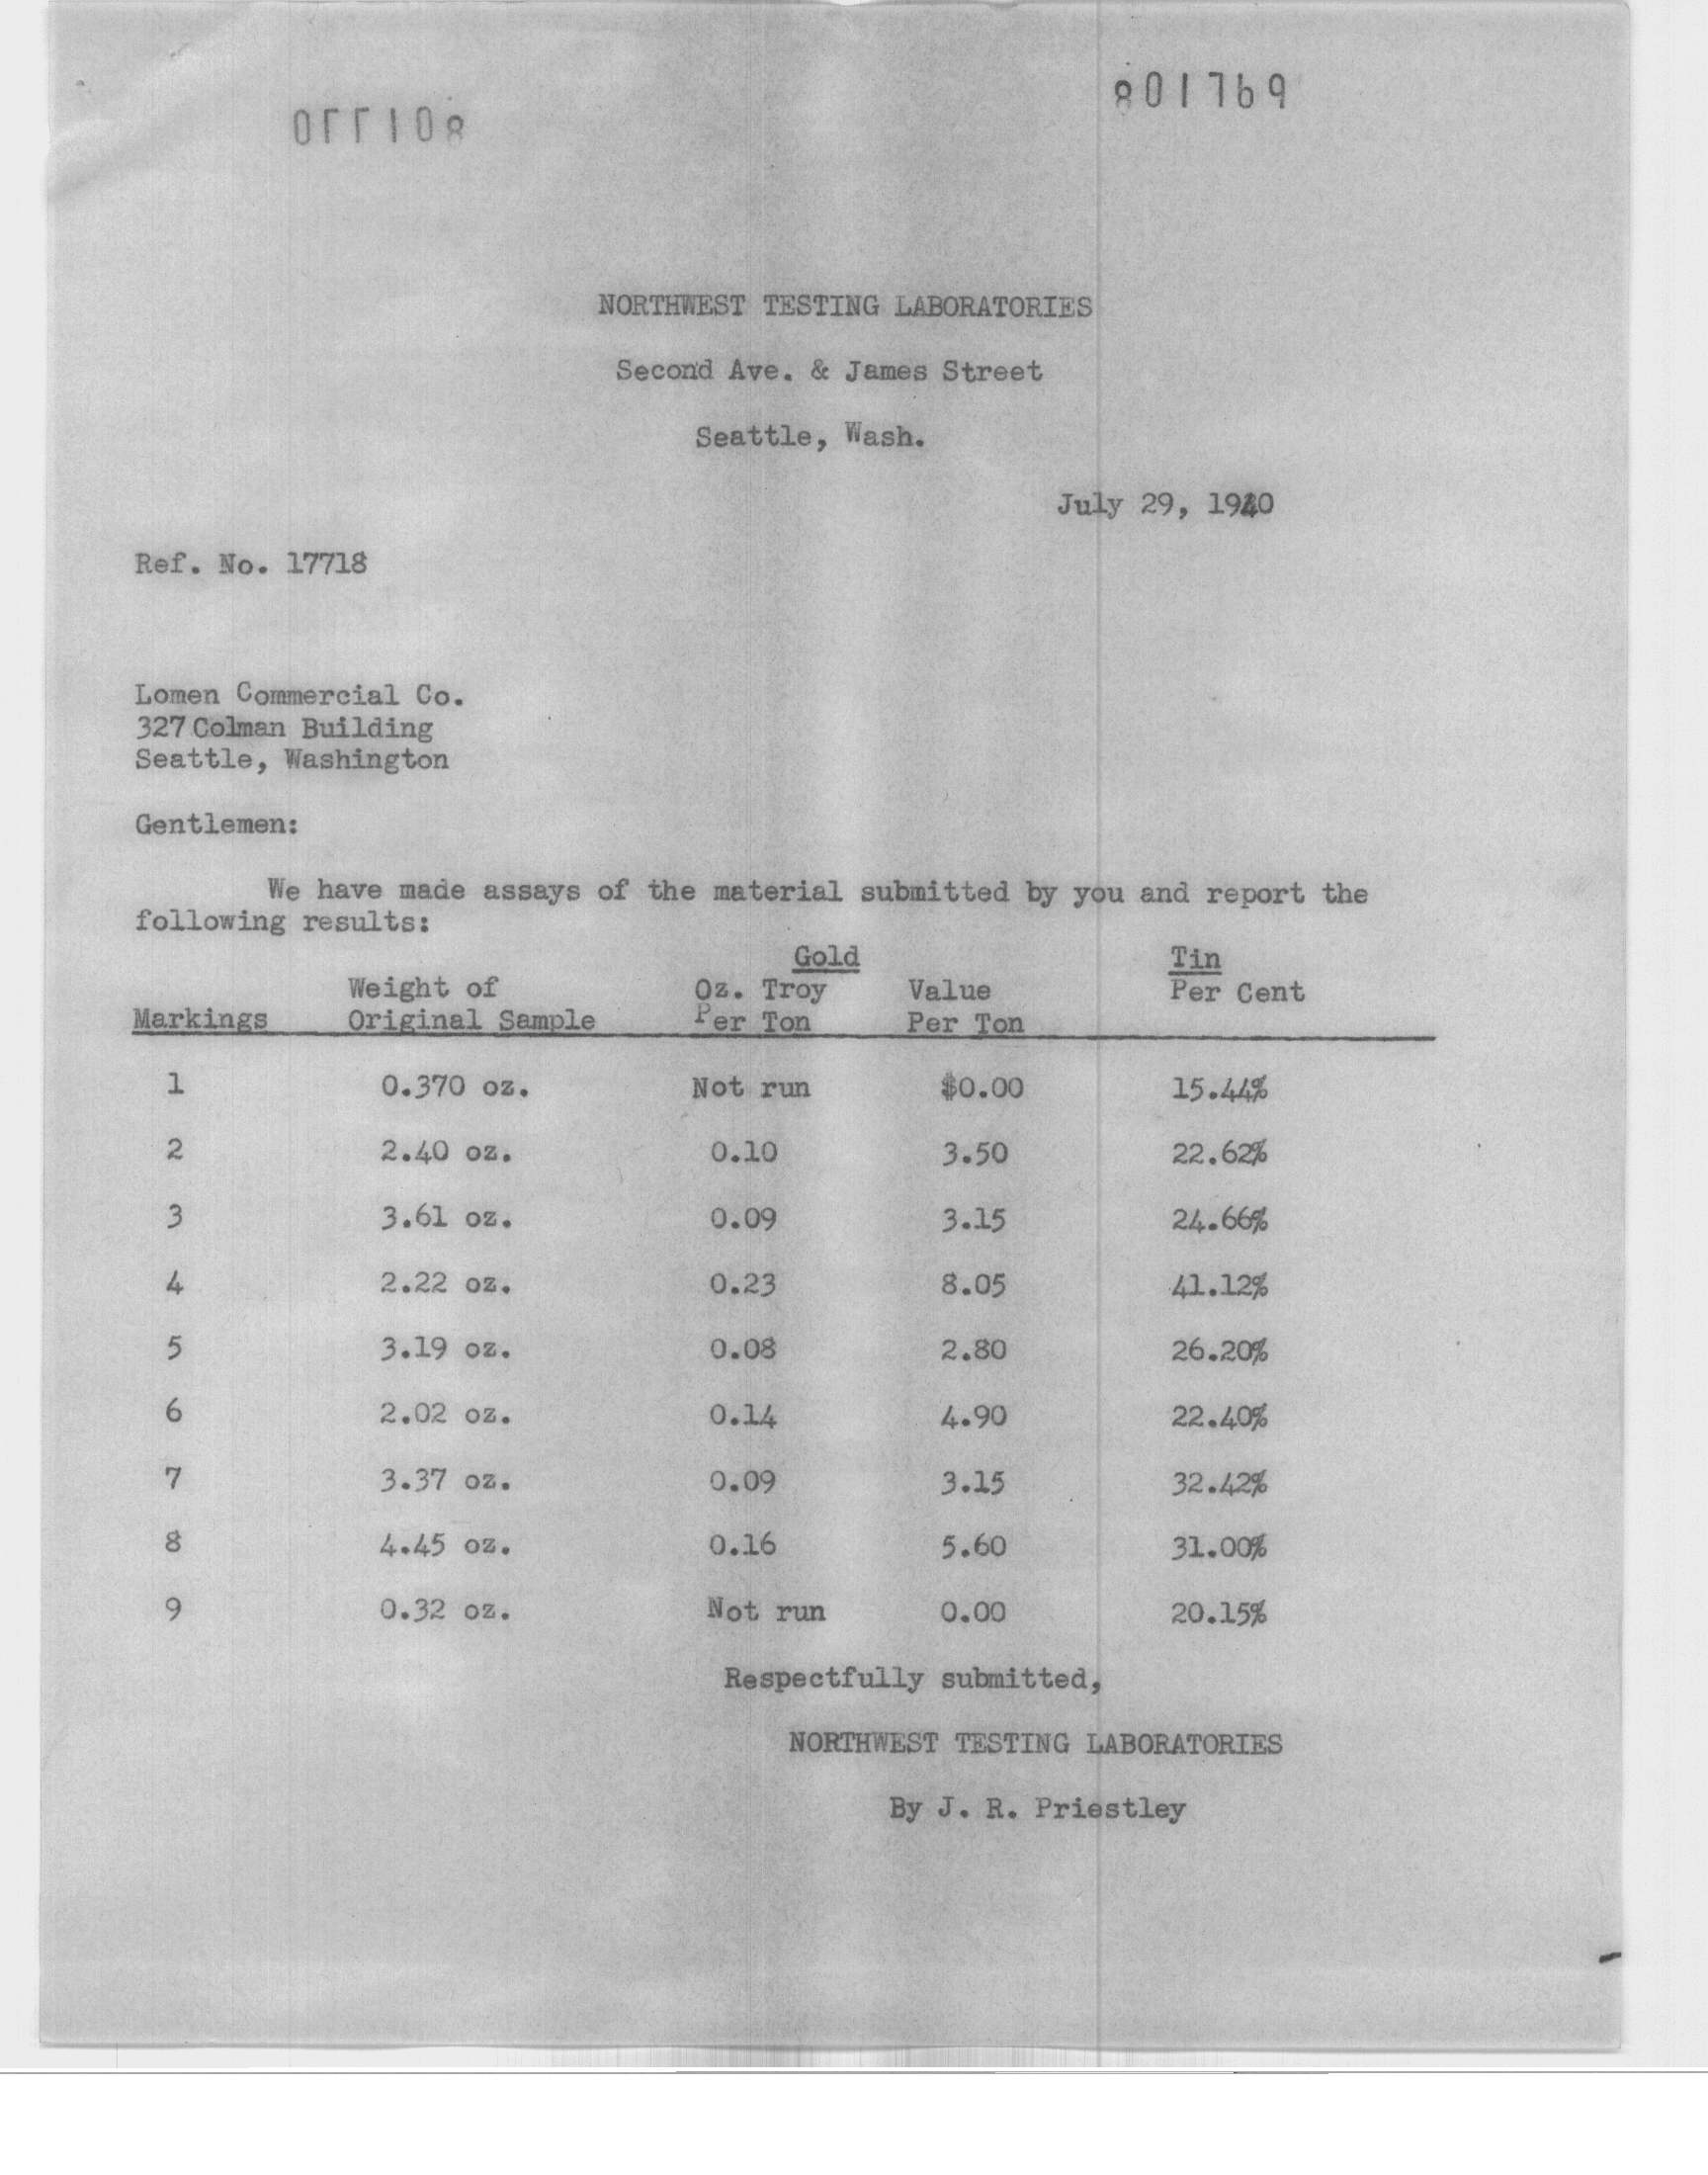 801769
NORTHWEST TESTING LABORATORIES
Second Ave. & James Street
Seattle, Wash.
July 29, 1940
Ref. No. 17718
Lomen Commercial Co.
327 Colman Building
Seattle, Washington
Gentlemen:
We have made assays of the material submitted by you and report the
following results:
Gold Tin
Weight of Oz. Troy Value Per Cent
Markings Original Sample Per Ton Per Ton
1 0.370 oz. Not run $0.00 15.44%
2 2.40 oz. 0.10 3.50 22.62%
3 3.61 oz. 0.09 3.15 24.66%
4 2.22 oz. 0.23 8.05 41.12%
5 3.19 oz. 0.08 2.80 26.20%
6 2.02 oz. 0.14 4.90 22.40%
7 3.37 oz. 0.09 3.15 32.42%
8 4.45 oz. 0.16 5.60 31.00%
9 0.32 oz. Not run 0.00 20.15%
Respectfully submitted,
NORTHWEST TESTING LABORATORIES
By J. R. Priestley